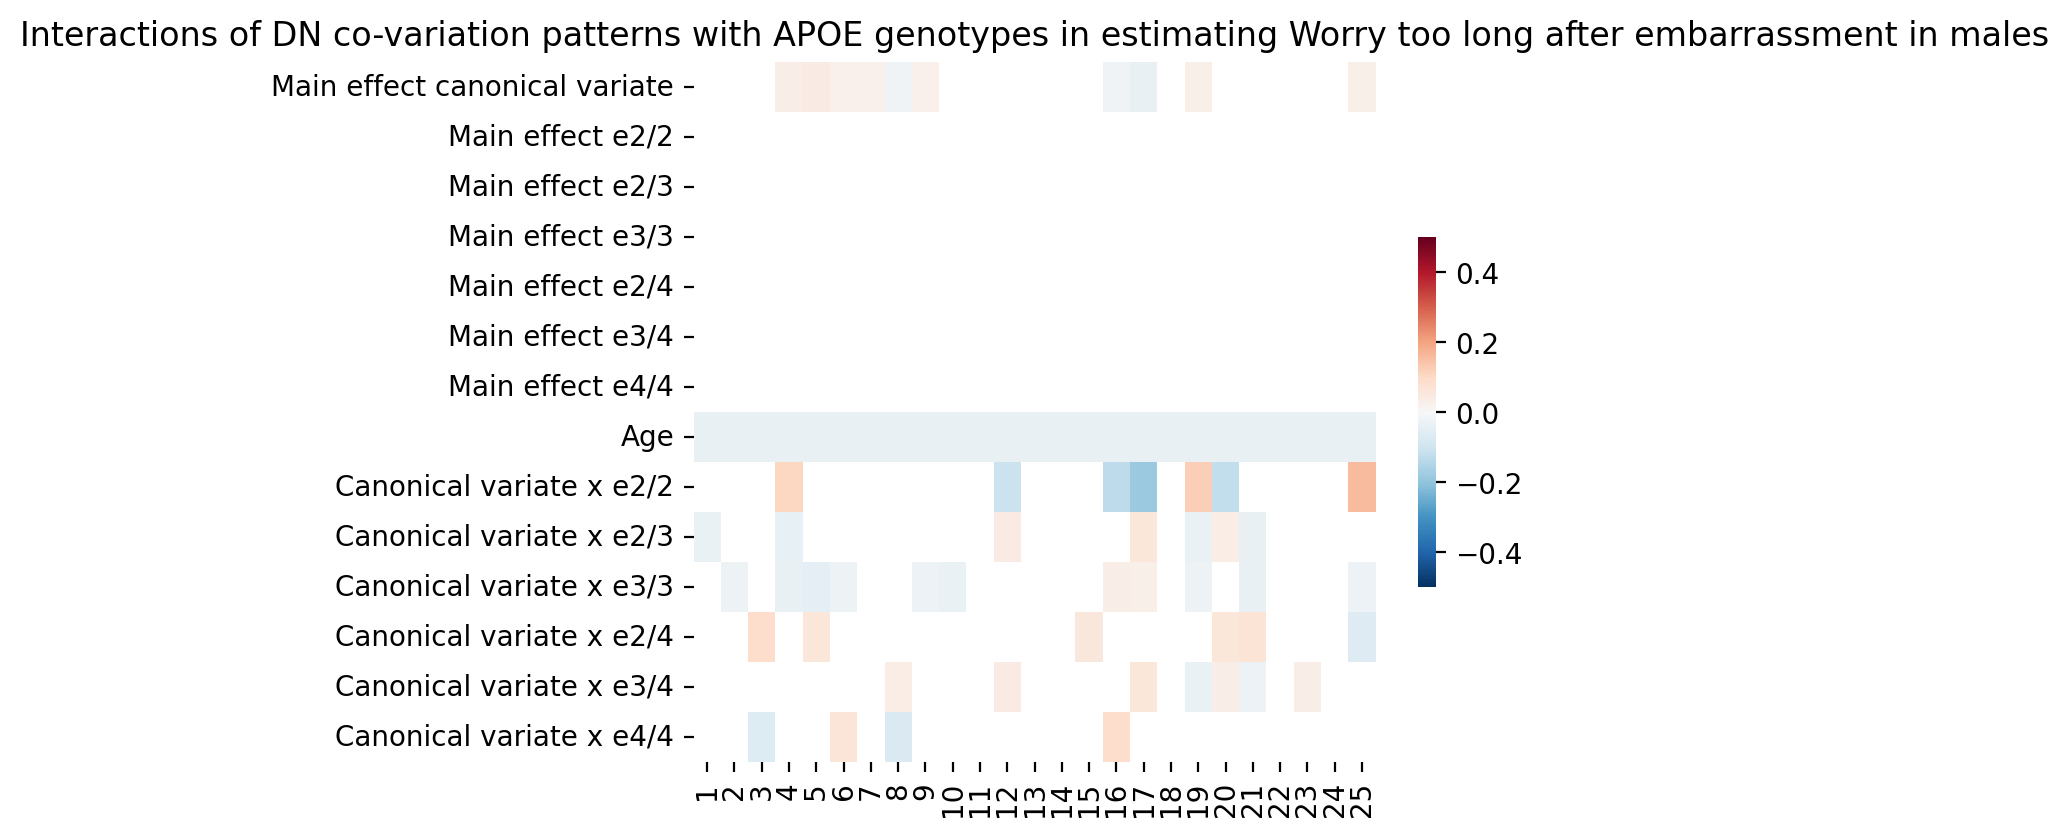 Interactions of DN co-variation patterns with APOE genotypes in estimating Worry too long after embarrassment in males
Main effect canonical variate
Main effect e2/2
Main effect e2/3
Main effect e3/3
Main effect e2/4
Main effect e3/4
Main effect e4/4
Age
Canonical variate x e2/2
Canonical variate x e2/3
Canonical variate x e3/3
Canonical variate x e2/4
Canonical variate x e3/4
Canonical variate x e4/4
1 2 3 4 5 6 7 8 9 10 11 12 13 14 15 16 17 18 19 20 21 22 23 24 25
0.4
0.2
0.0
−0.2
−0.4